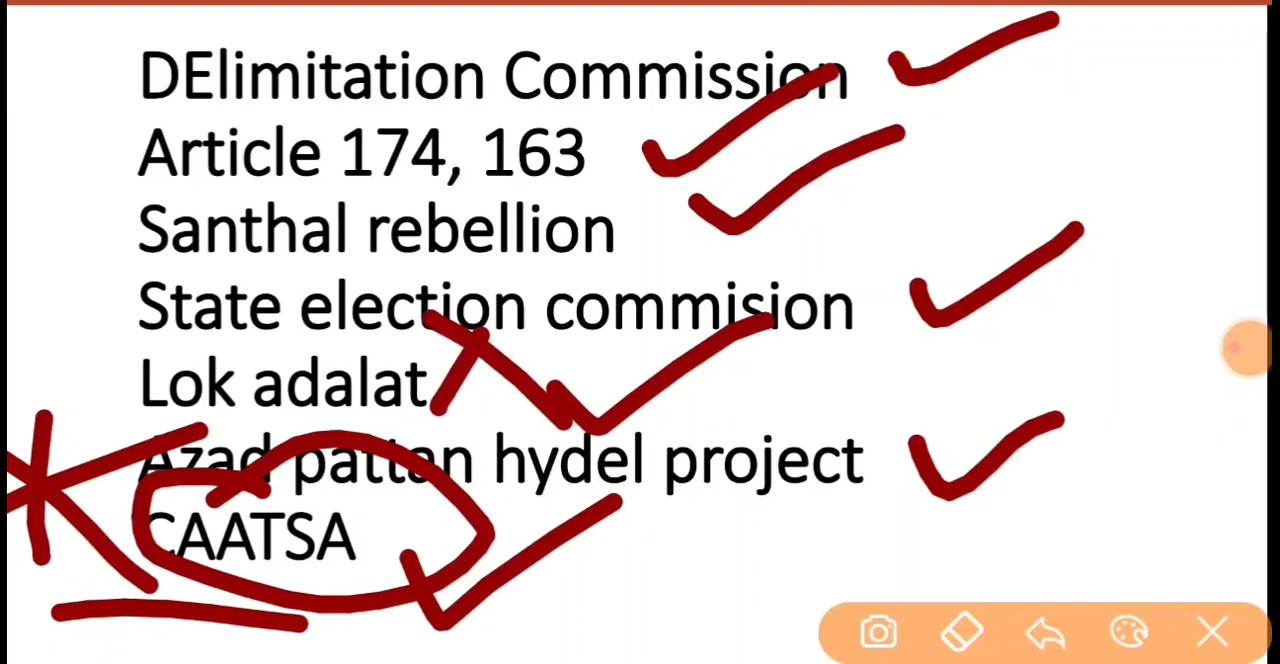 DElimitation Commission
Article 174, 163
Santhal rebellion
State election commision
Lok adalat
Azad pattan hydel project
CAATSA